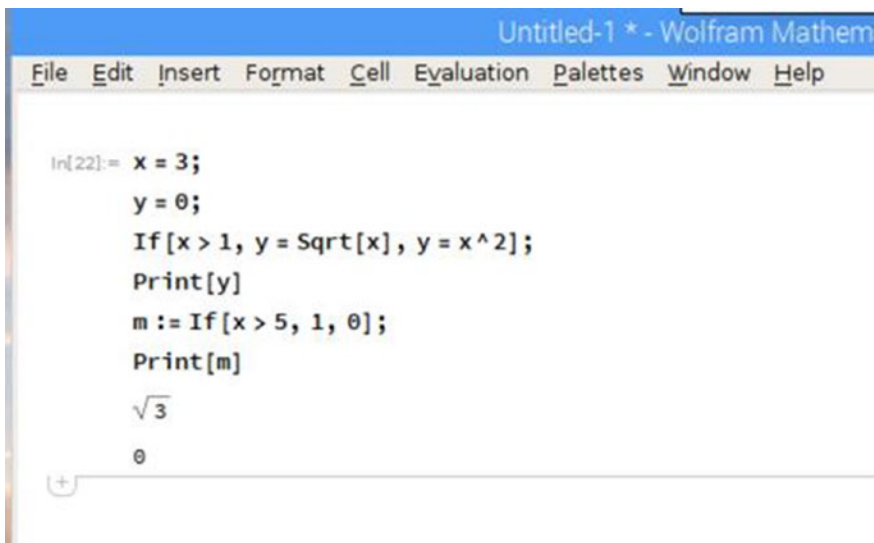 Untitled-1 * - Wolfram Mathem
File Edit Insert Format Cell Evaluation Palettes Window Help
In[22]:= x = 3;
y = 0;
If[x > 1, y = Sqrt[x], y = x^2];
Print[y]
m := If[x > 5, 1, 0];
Print[m]
√3
0